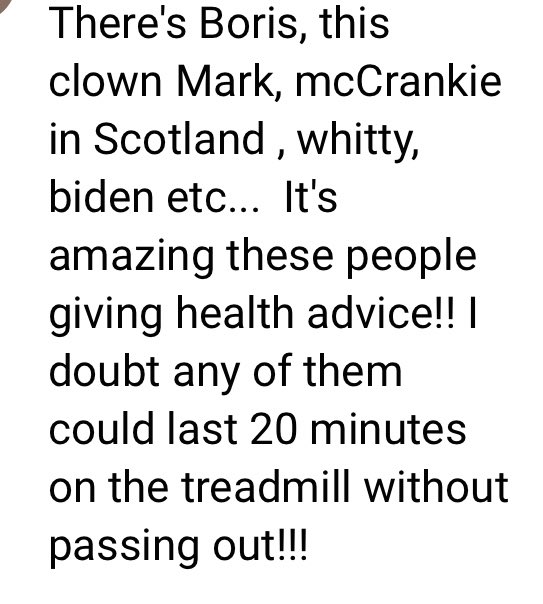 There's Boris, this
clown Mark, mcCrankie
in Scotland , whitty,
biden etc...  It's
amazing these people
giving health advice!! I
doubt any of them
could last 20 minutes
on the treadmill without
passing out!!!